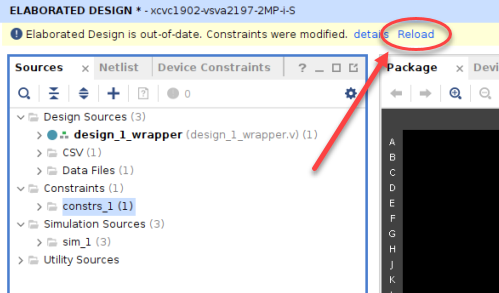 ELABORATED DESIGN * - xcvc1902-vsva2197-2MP-i-S
Elaborated Design is out-of-date. Constraints were modified. details Reload
Sources × Netlist Device Constraints ? _ □ Package × Devi
0
Design Sources (3)
design_1_wrapper (design_1_wrapper.v) (1)
CSV (1)
Data Files (1)
Constraints (1)
constrs_1 (1)
Simulation Sources (3)
sim_1 (3)
Utility Sources
A
B
C
D
E
F
G
H
J
K